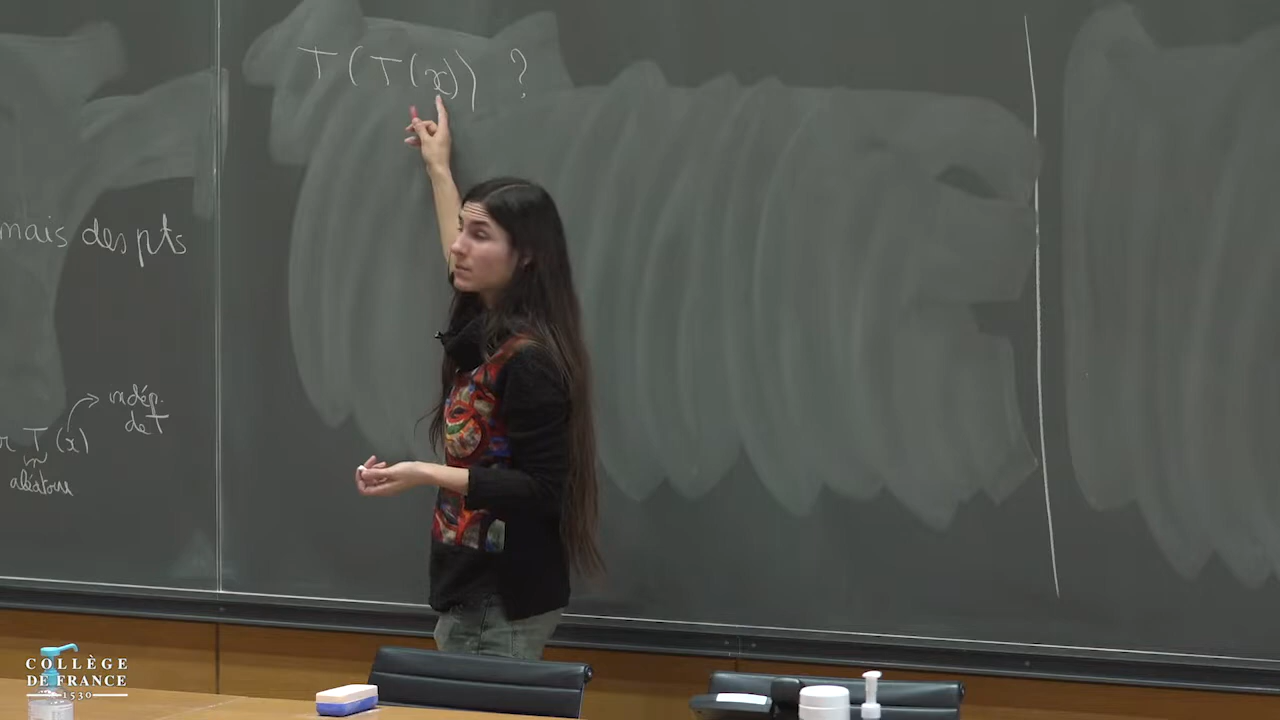 mais des pts
indép.
de T
r T (x)
aléatoire
T(T(x)) ?
COLLÈGE
DE FRANCE
1530